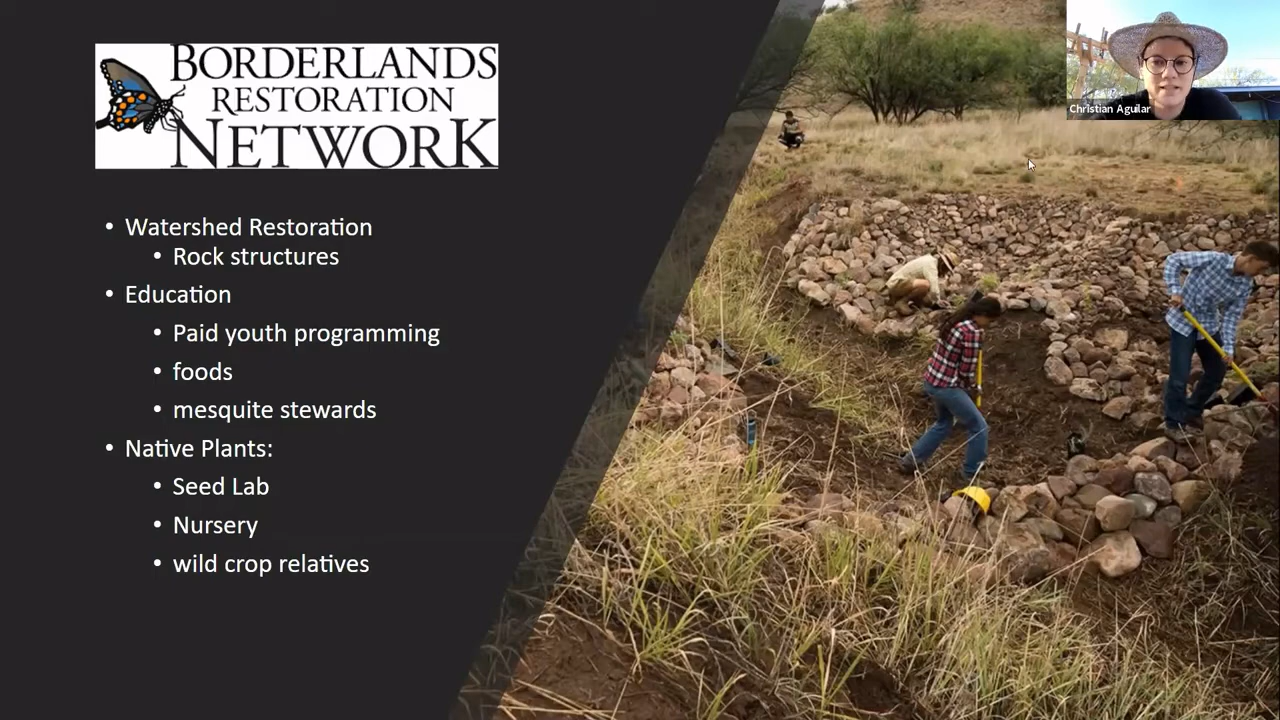 BORDERLANDS
RESTORATION
NETWORK
• Watershed Restoration
• Rock structures
• Education
• Paid youth programming
• foods
• mesquite stewards
• Native Plants:
• Seed Lab
• Nursery
• wild crop relatives
Christian Aguilar